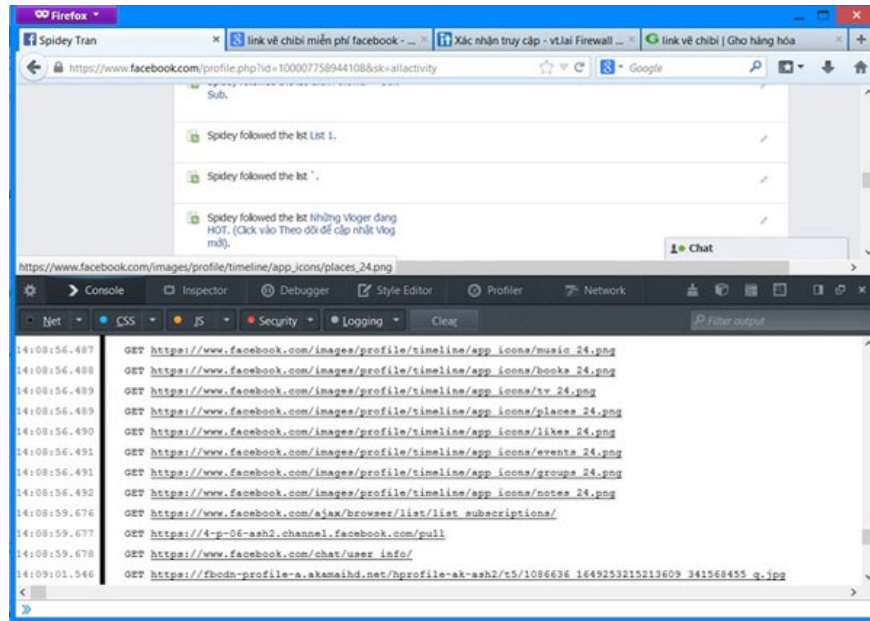 Firefox
Spidey Tran
link vẽ chibi miễn phí facebook - ...
Xác nhận truy cập - vt.lai Firewall ...
link vẽ chibi | Gho hàng hóa
https://www.facebook.com/profile.php?id=100007758944108&sk=allactivity
Google
Sub.
Spidey followed the list List 1.
Spidey followed the list `.
Spidey followed the list Những Vloger đang
HOT. (Click vào Theo dõi để cập nhật Vlog
mới).
Chat
https://www.facebook.com/images/profile/timeline/app_icons/places_24.png
Console Inspector Debugger Style Editor Profiler Network
Net CSS JS Security Logging Clear Filter output
14:08:56.487 GET https://www.facebook.com/images/profile/timeline/app_icons/music_24.png
14:08:56.488 GET https://www.facebook.com/images/profile/timeline/app_icons/books_24.png
14:08:56.489 GET https://www.facebook.com/images/profile/timeline/app_icons/tv_24.png
14:08:56.489 GET https://www.facebook.com/images/profile/timeline/app_icons/places_24.png
14:08:56.490 GET https://www.facebook.com/images/profile/timeline/app_icons/likes_24.png
14:08:56.491 GET https://www.facebook.com/images/profile/timeline/app_icons/events_24.png
14:08:56.491 GET https://www.facebook.com/images/profile/timeline/app_icons/groups_24.png
14:08:56.492 GET https://www.facebook.com/images/profile/timeline/app_icons/notes_24.png
14:08:59.676 GET https://www.facebook.com/ajax/browser/list/list_subscriptions/
14:08:59.677 GET https://4-p-06-ash2.channel.facebook.com/pull
14:08:59.678 GET https://www.facebook.com/chat/user_info/
14:09:01.546 GET https://fbcdn-profile-a.akamaihd.net/hprofile-ak-ash2/t5/1086636_1649253215213609_341568455_q.jpg